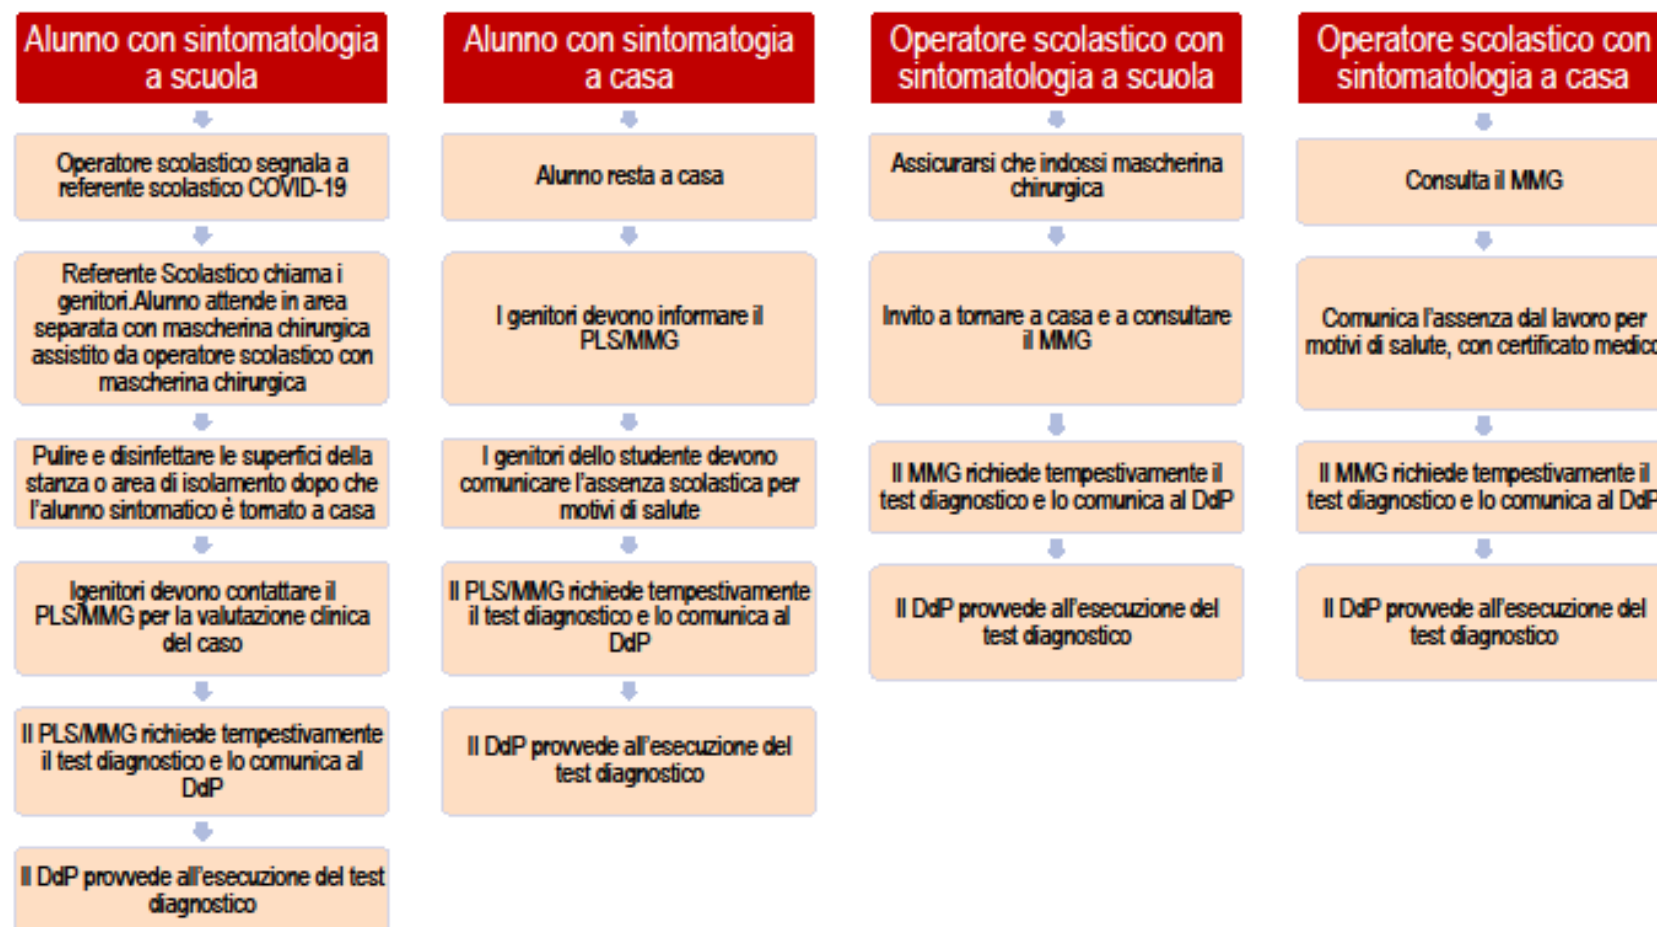 Alunno con sintomatologia
a scuola
Operatore scolastico segnala a
referente scolastico COVID-19
Referente Scolastico chiama i
genitori.Alunno attende in area
separata con mascherina chirurgica
assistito da operatore scolastico con
mascherina chirurgica
Pulire e disinfettare le superfici della
stanza o area di isolamento dopo che
l'alunno sintomatico è tornato a casa
Igenitori devono contattare il
PLS/MMG per la valutazione clinica
del caso
Il PLS/MMG richiede tempestivamente
il test diagnostico e lo comunica al
DdP
Il DdP provvede all'esecuzione del test
diagnostico
Alunno con sintomatogia
a casa
Alunno resta a casa
I genitori devono informare il
PLS/MMG
I genitori dello studente devono
comunicare l'assenza scolastica per
motivi di salute
Il PLS/MMG richiede tempestivamente
il test diagnostico e lo comunica al
DdP
Il DdP provvede all'esecuzione del
test diagnostico
Operatore scolastico con
sintomatologia a scuola
Assicurarsi che indossi mascherina
chirurgica
Invito a tornare a casa e a consultare
il MMG
Il MMG richiede tempestivamente il
test diagnostico e lo comunica al DdP
Il DdP provvede all'esecuzione del
test diagnostico
Operatore scolastico con
sintomatologia a casa
Consulta il MMG
Comunica l'assenza dal lavoro per
motivi di salute, con certificato medico
Il MMG richiede tempestivamente il
test diagnostico e lo comunica al DdP
Il DdP provvede all'esecuzione del
test diagnostico